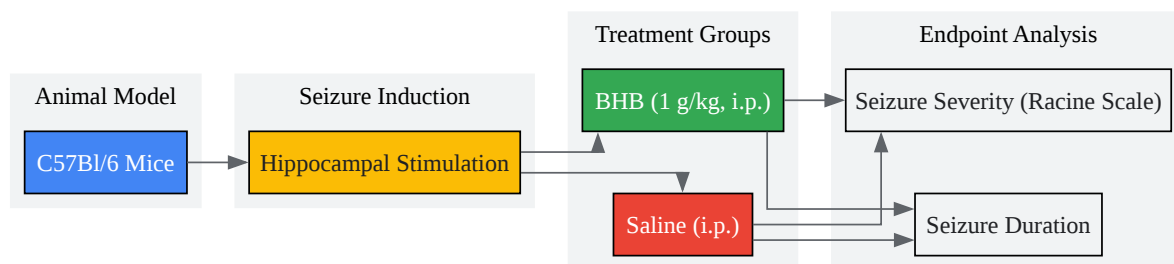 Animal Model
C57Bl/6 Mice
Seizure Induction
Hippocampal Stimulation
Treatment Groups
BHB (1 g/kg, i.p.)
Saline (i.p.)
Endpoint Analysis
Seizure Severity (Racine Scale)
Seizure Duration